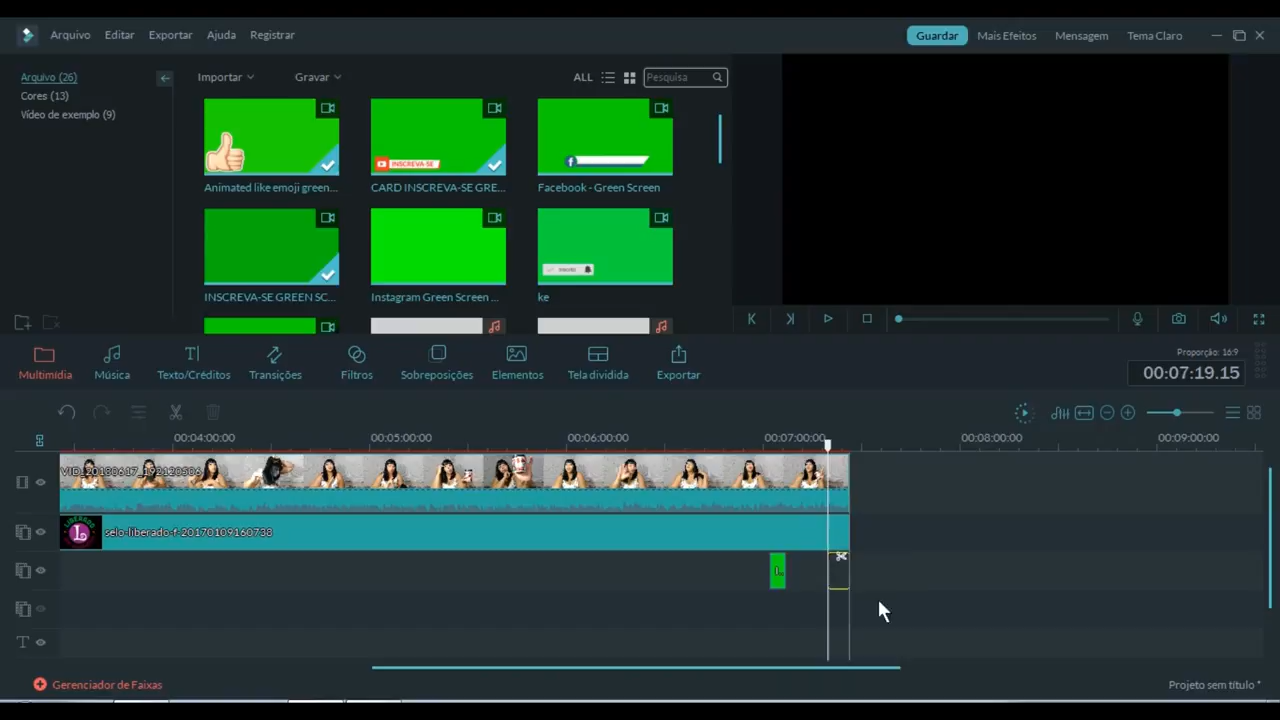 Arquivo Editar Exportar Ajuda Registrar
Guardar Mais Efeitos Mensagem Tema Claro
Arquivo (26)
Cores (13)
Vídeo de exemplo (9)
Importar Gravar ALL Pesquisa
INSCREVA-SE
Animated like emoji green... CARD INSCREVA-SE GRE... Facebook - Green Screen
INSCREVA-SE GREEN SC... Instagram Green Screen ... ke
Proporção: 16:9
00:07:19.15
Multimídia Música Texto/Créditos Transições Filtros Sobreposições Elementos Tela dividida Exportar
00:04:00:00 00:05:00:00 00:06:00:00 00:07:00:00 00:08:00:00 00:09:00:00
VID_20180617_192120506
LIBERADO
L
selo-liberado-f-20170109160738
I...
Gerenciador de Faixas
Projeto sem título *